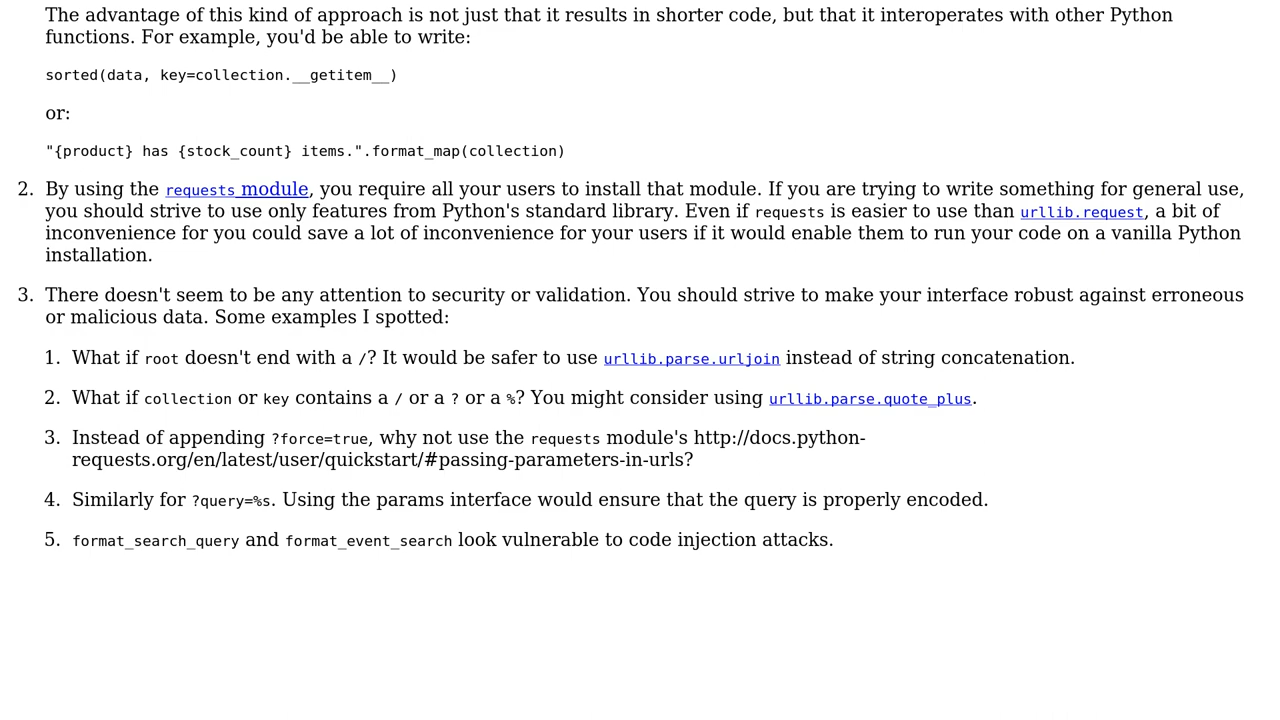 The advantage of this kind of approach is not just that it results in shorter code, but that it interoperates with other Python
functions. For example, you'd be able to write:
sorted(data, key=collection.__getitem__)
or:
"{product} has {stock_count} items.".format_map(collection)
2. By using the requests module, you require all your users to install that module. If you are trying to write something for general use,
you should strive to use only features from Python's standard library. Even if requests is easier to use than urllib.request, a bit of
inconvenience for you could save a lot of inconvenience for your users if it would enable them to run your code on a vanilla Python
installation.
3. There doesn't seem to be any attention to security or validation. You should strive to make your interface robust against erroneous
or malicious data. Some examples I spotted:
1. What if root doesn't end with a /? It would be safer to use urllib.parse.urljoin instead of string concatenation.
2. What if collection or key contains a / or a ? or a %? You might consider using urllib.parse.quote_plus.
3. Instead of appending ?force=true, why not use the requests module's http://docs.python-
requests.org/en/latest/user/quickstart/#passing-parameters-in-urls?
4. Similarly for ?query=%s. Using the params interface would ensure that the query is properly encoded.
5. format_search_query and format_event_search look vulnerable to code injection attacks.